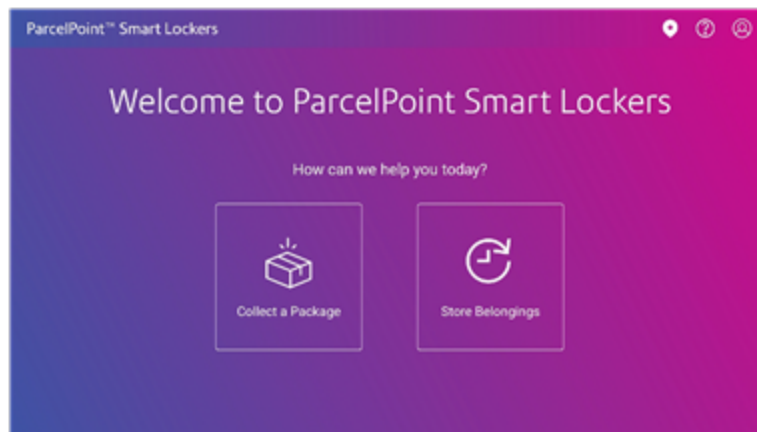 ParcelPoint™ Smart Lockers
Welcome to ParcelPoint Smart Lockers
How can we help you today?
Collect a Package
Store Belongings